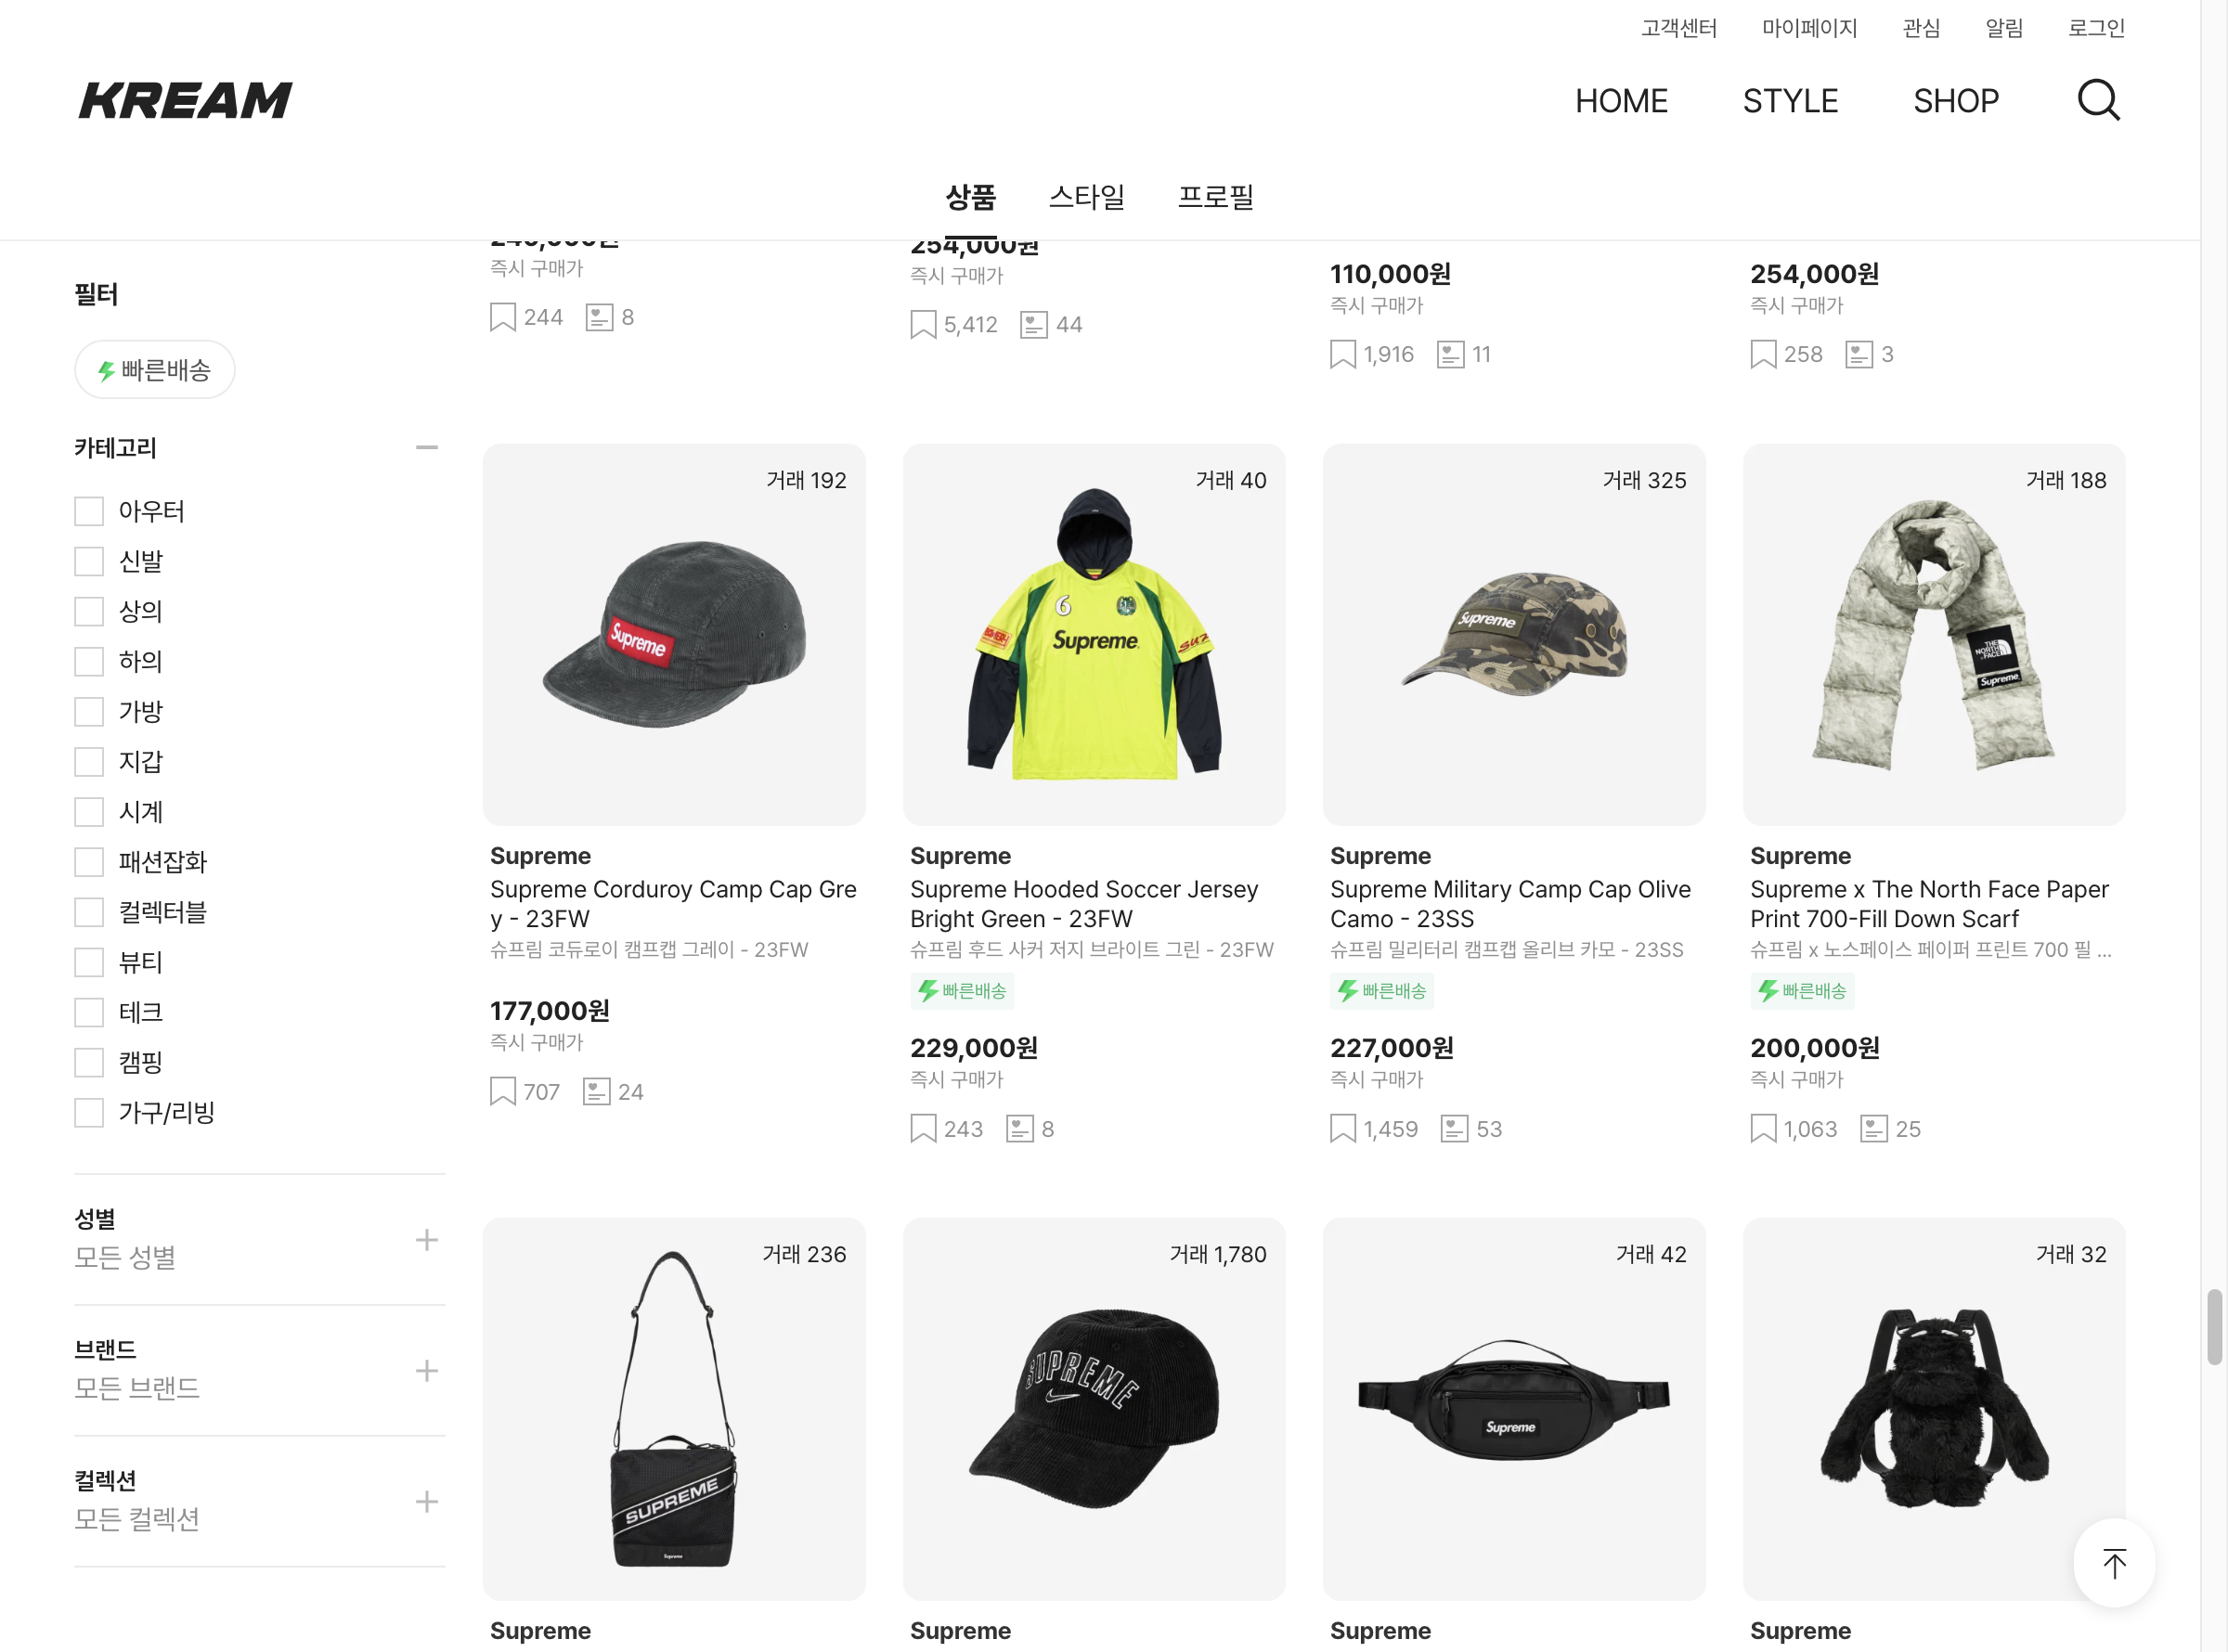 고객센터 마이페이지 관심 알림 로그인
KREAM
HOME STYLE SHOP
상품 스타일 프로필
필터
빠른배송
카테고리
아우터
신발
상의
하의
가방
지갑
시계
패션잡화
컬렉터블
뷰티
테크
캠핑
가구/리빙
성별
모든 성별
브랜드
모든 브랜드
컬렉션
모든 컬렉션
즉시 구매가
244 8
254,000원
즉시 구매가
5,412 44
110,000원
즉시 구매가
1,916 11
254,000원
즉시 구매가
258 3
거래 192
Supreme
Supreme
Supreme Corduroy Camp Cap Gre
y - 23FW
슈프림 코듀로이 캠프캡 그레이 - 23FW
177,000원
즉시 구매가
707 24
거래 40
6
Supreme
Supreme
Supreme Hooded Soccer Jersey
Bright Green - 23FW
슈프림 후드 사커 저지 브라이트 그린 - 23FW
빠른배송
229,000원
즉시 구매가
243 8
거래 325
Supreme
Supreme
Supreme Military Camp Cap Olive
Camo - 23SS
슈프림 밀리터리 캠프캡 올리브 카모 - 23SS
빠른배송
227,000원
즉시 구매가
1,459 53
거래 188
THE
NORTH
FACE
Supreme
Supreme
Supreme x The North Face Paper
Print 700-Fill Down Scarf
슈프림 x 노스페이스 페이퍼 프린트 700 필 ...
빠른배송
200,000원
즉시 구매가
1,063 25
거래 236
SUPREME
Supreme
Supreme
거래 1,780
SUPREME
Supreme
거래 42
Supreme
Supreme
거래 32
Supreme